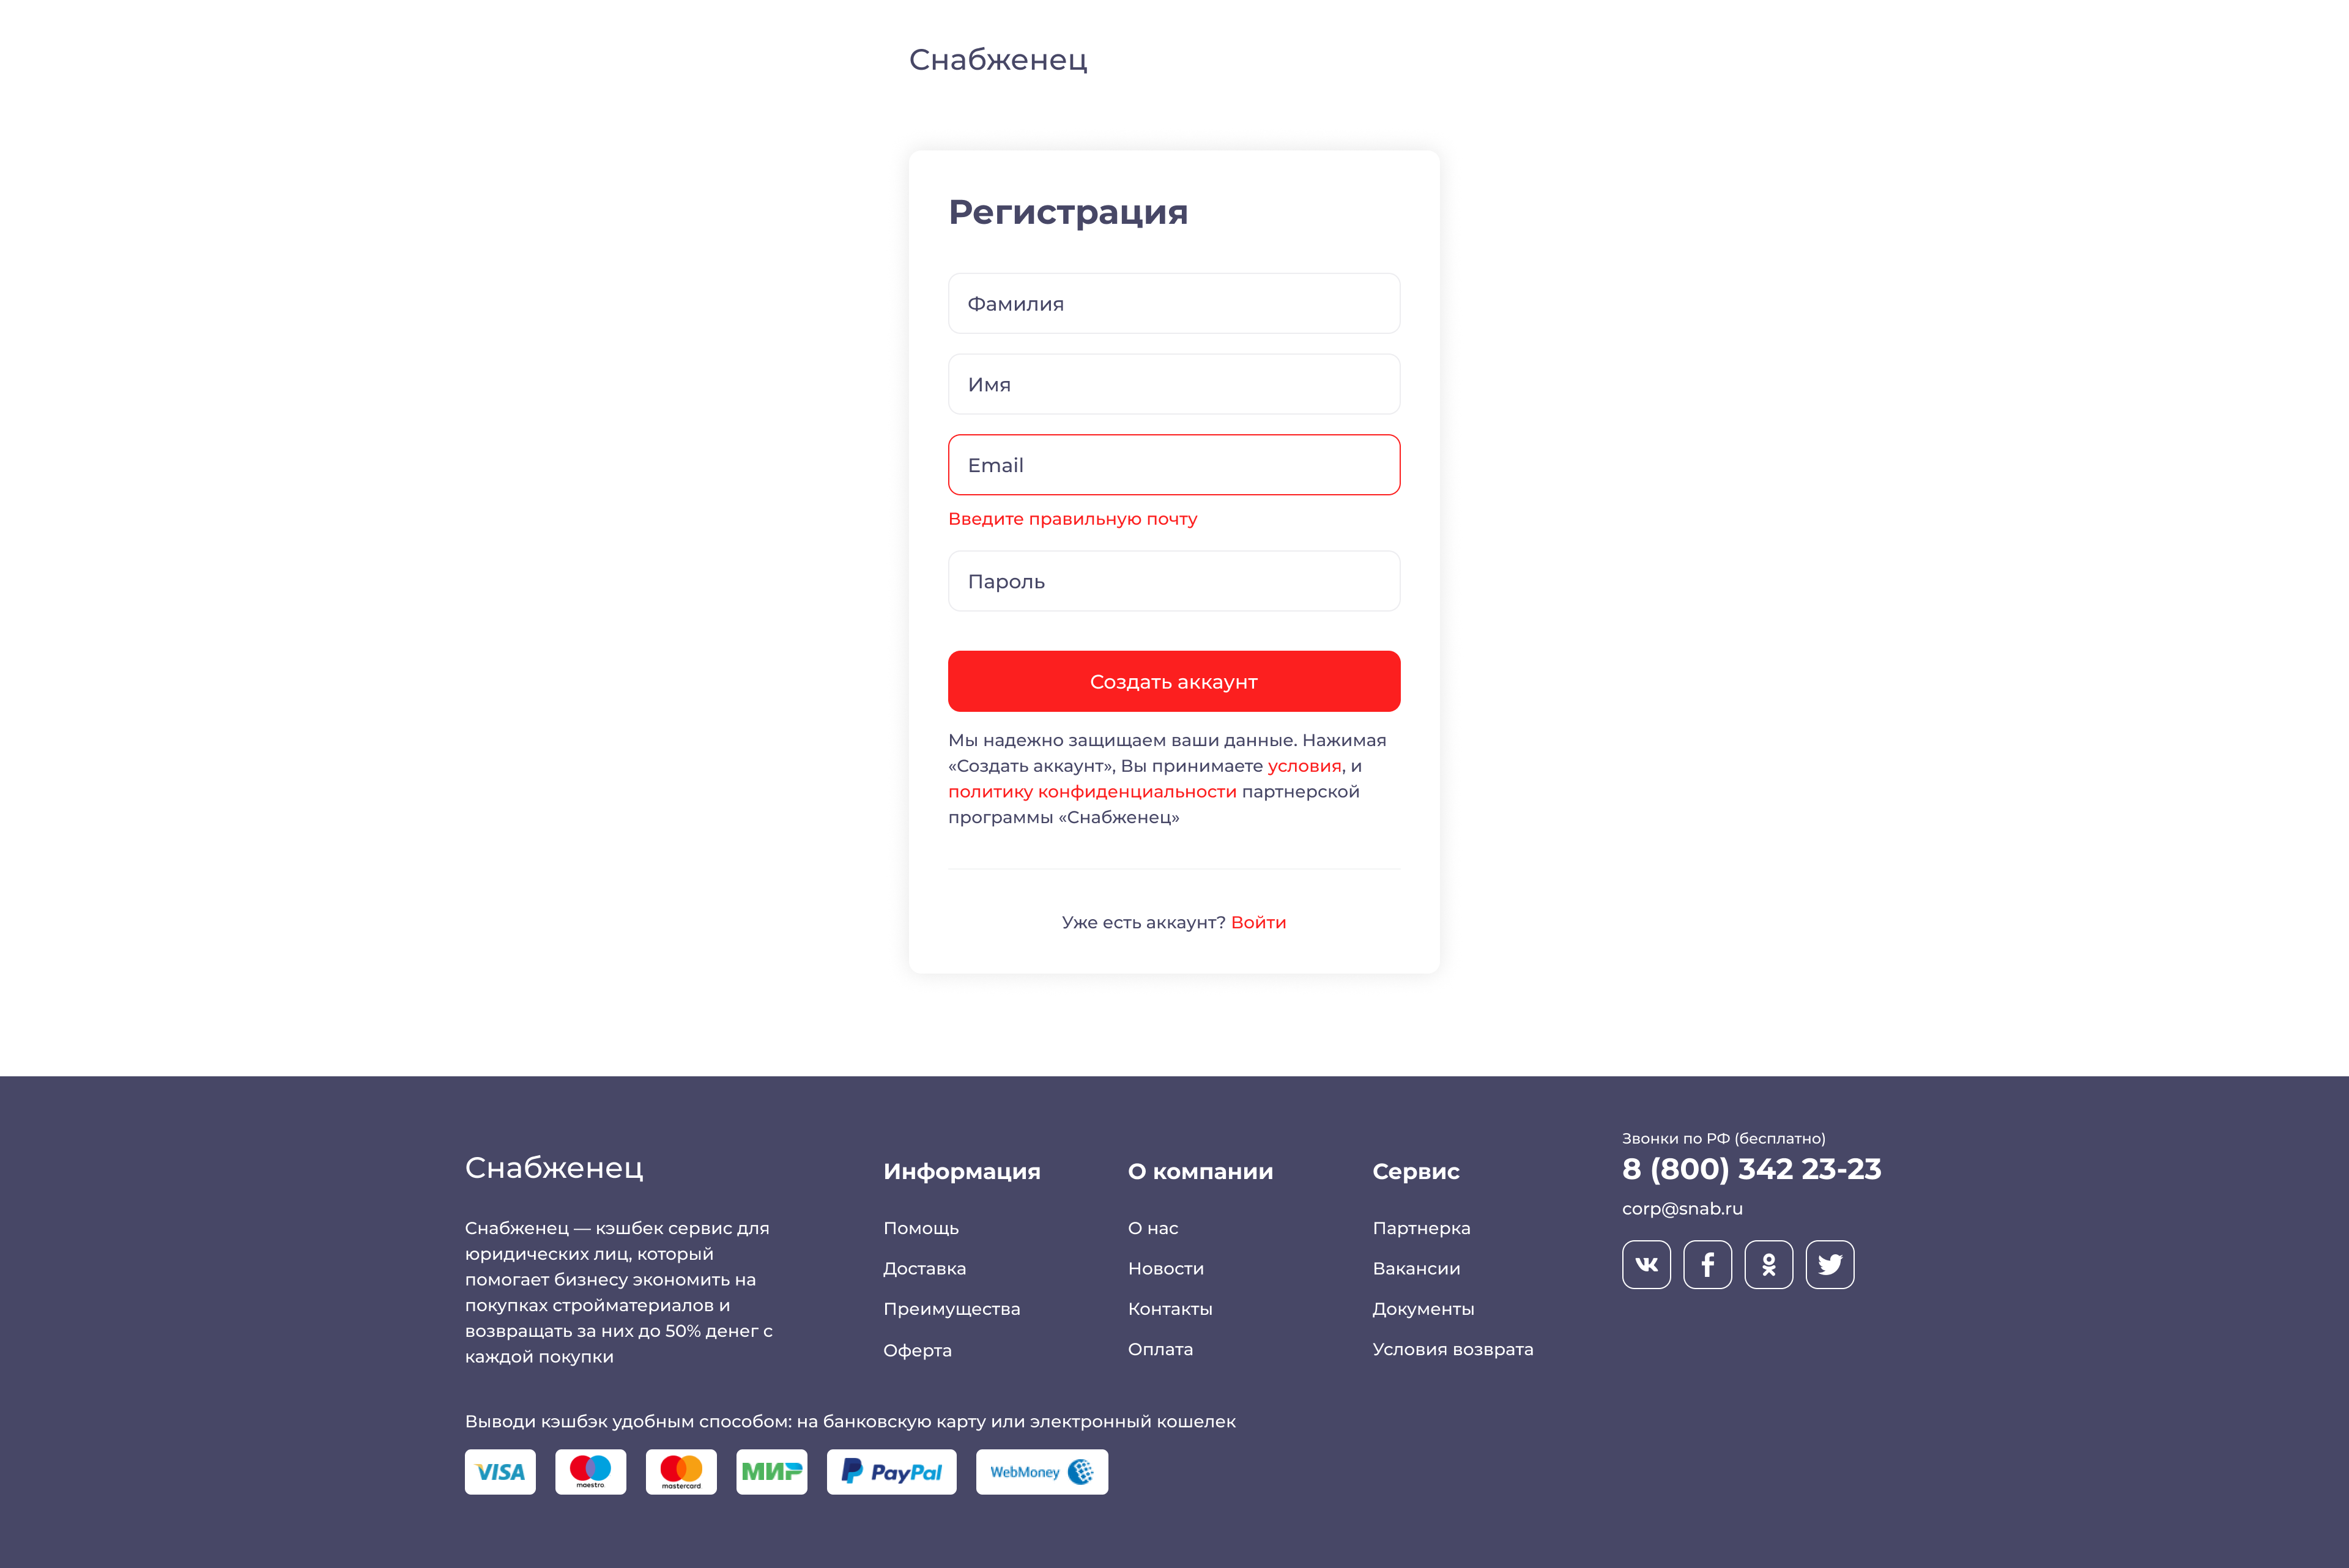 Снабженец
Регистрация
Фамилия
Имя
Email
Введите правильную почту
Пароль
Создать аккаунт
Мы надежно защищаем ваши данные. Нажимая
«Создать аккаунт», Вы принимаете условия, и
политику конфиденциальности партнерской
программы «Снабженец»
Уже есть аккаунт? Войти
Снабженец
Снабженец — кэшбек сервис для
юридических лиц, который
помогает бизнесу экономить на
покупках стройматериалов и
возвращать за них до 50% денег с
каждой покупки
Информация
Помощь
Доставка
Преимущества
Оферта
О компании
О нас
Новости
Контакты
Оплата
Сервис
Партнерка
Вакансии
Документы
Условия возврата
Звонки по РФ (бесплатно)
8 (800) 342 23-23
corp@snab.ru
Выводи кэшбэк удобным способом: на банковскую карту или электронный кошелек
VISA
maestro
mastercard
МИР
PayPal
WebMoney